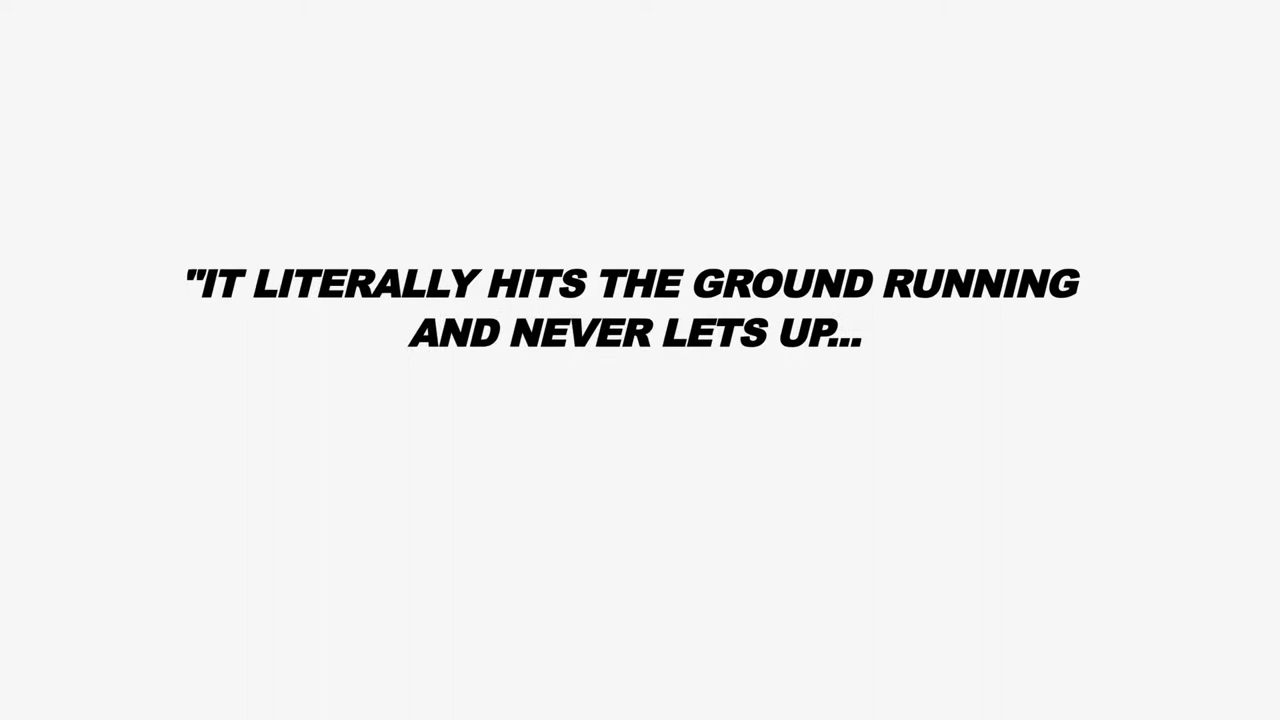 "IT LITERALLY HITS THE GROUND RUNNING
AND NEVER LETS UP...